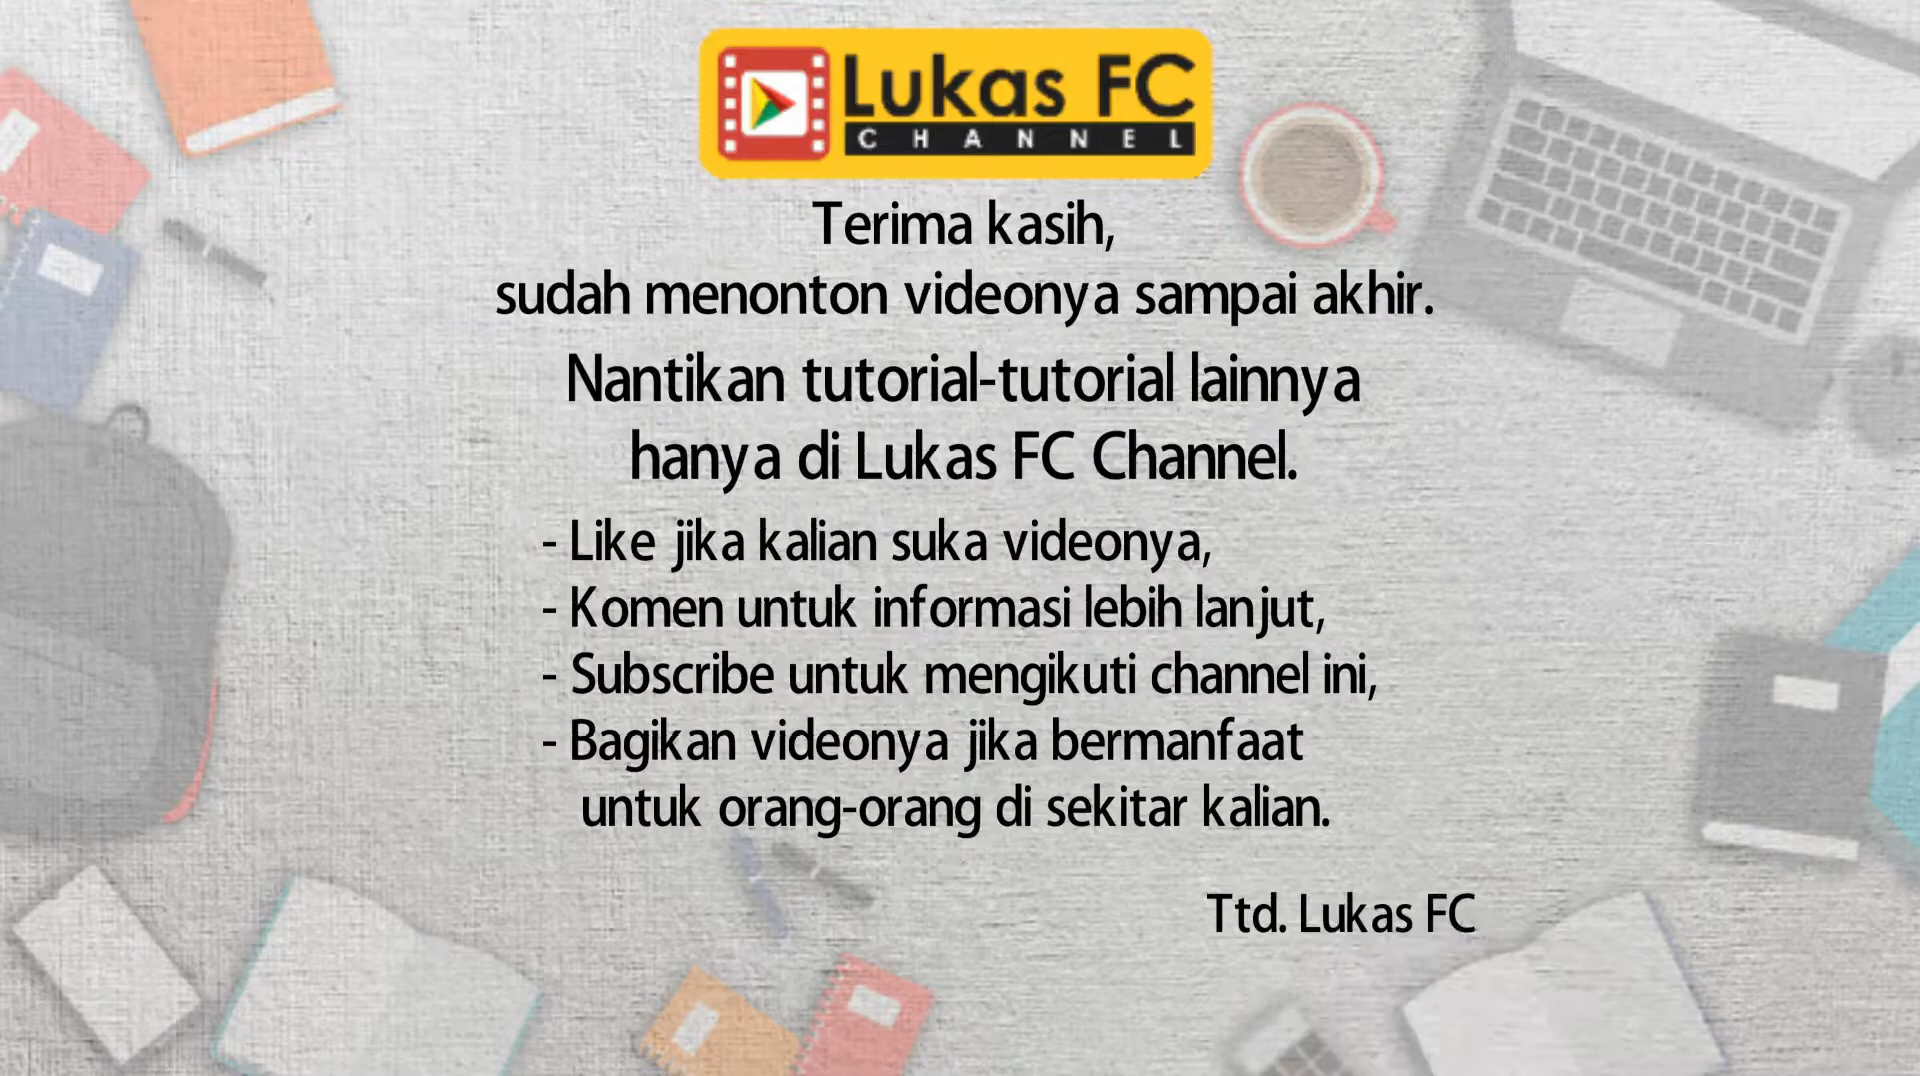 Lukas FC
CHANNEL
Terima kasih,
sudah menonton videonya sampai akhir.
Nantikan tutorial-tutorial lainnya
hanya di Lukas FC Channel.
- Like jika kalian suka videonya,
- Komen untuk informasi lebih lanjut,
- Subscribe untuk mengikuti channel ini,
- Bagikan videonya jika bermanfaat
untuk orang-orang di sekitar kalian.
Ttd. Lukas FC